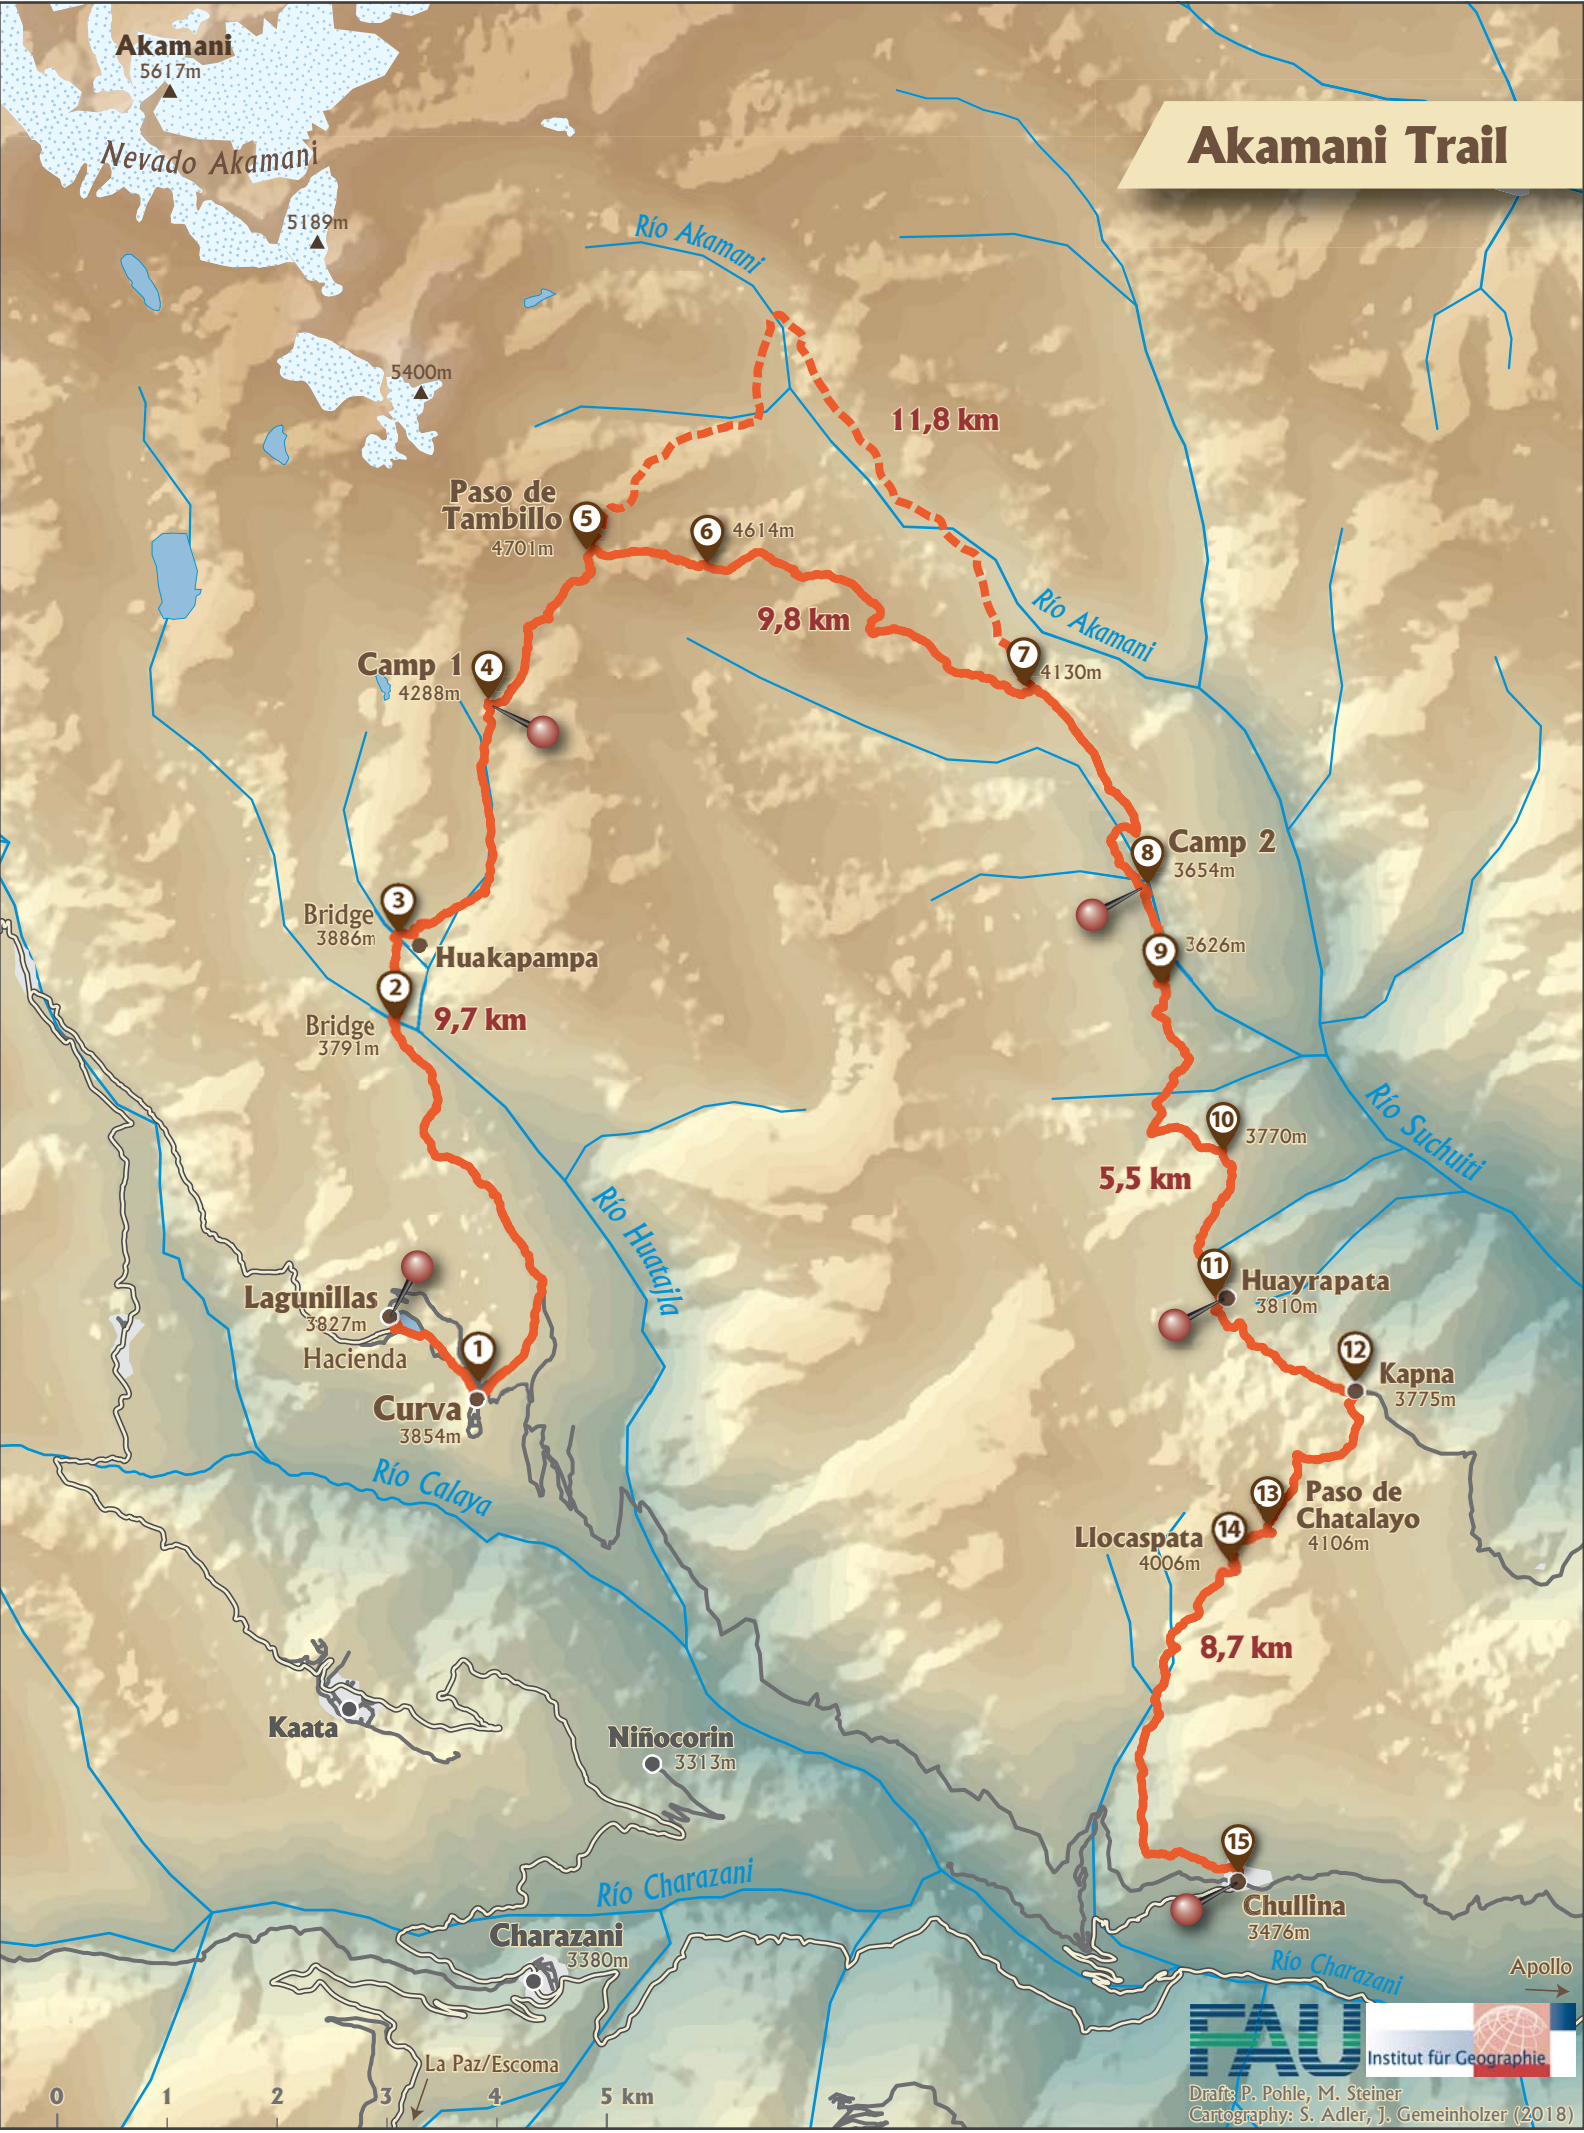 Akamani
5617m
Nevado Akamani
5189m
5400m
Akamani Trail
Río Akamani
11,8 km
Paso de
Tambillo
4701m
5
6
4614m
9,8 km
Río Akamani
Camp 1
4288m
4
7
4130m
8
Camp 2
3654m
3
Bridge
3886m
Huakapampa
9
3626m
2
Bridge
3791m
9,7 km
10
3770m
Río Suchuiti
5,5 km
Río Huatajla
11
Huayrapata
3810m
Lagunillas
3827m
Hacienda
1
Curva
3854m
12
Kapna
3775m
Río Calaya
13
Paso de
Chatalayo
4106m
14
Llocaspata
4006m
8,7 km
Kaata
Niñocorin
3313m
15
Chullina
3476m
Río Charazani
Charazani
3380m
Río Charazani
Apollo
La Paz/Escoma
0 1 2 3 4 5 km
FAU
Institut für Geographie
Draft: P. Pohle, M. Steiner
Cartography: S. Adler, J. Gemeinholzer (2018)